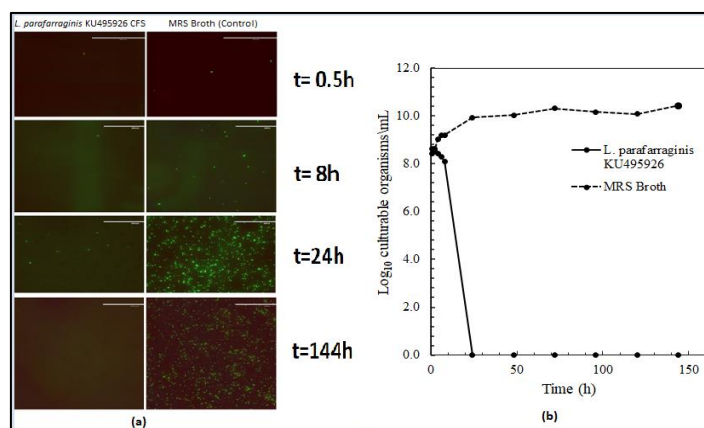 L. parafarraginis KU495926 CFS
MRS Broth (Control)
t= 0.5h
t= 8h
t=24h
t=144h
(a)
12.0
10.0
8.0
6.0
4.0
2.0
0.0
Log10 culturable organisms\mL
L. parafarraginis
KU495926
MRS Broth
0
50
100
150
Time (h)
(b)